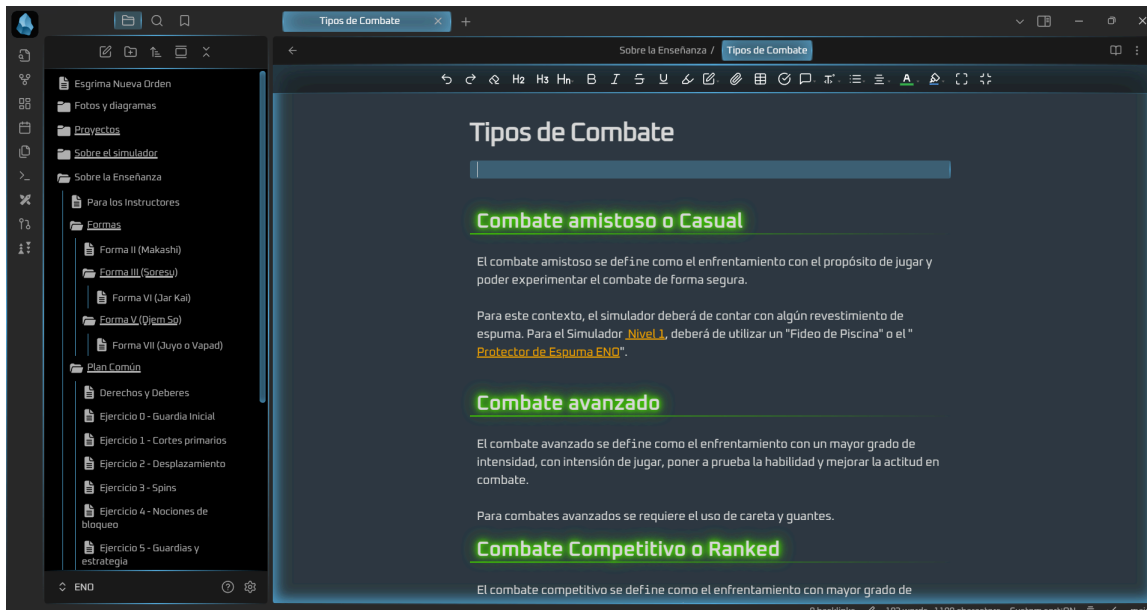 Tipos de Combate
Sobre la Enseñanza / Tipos de Combate
Esgrima Nueva Orden
Fotos y diagramas
Proyectos
Sobre el simulador
Sobre la Enseñanza
Para los Instructores
Formas
Forma II (Makashi)
Forma III (Soresu)
Forma VI (Jar Kai)
Forma V (Djem So)
Forma VII (Juyo o Vapad)
Plan Común
Derechos y Deberes
Ejercicio 0 - Guardia Inicial
Ejercicio 1 - Cortes primarios
Ejercicio 2 - Desplazamiento
Ejercicio 3 - Spins
Ejercicio 4 - Nociones de
bloqueo
Ejercicio 5 - Guardias y
estrategia
ENO
H2 H3 Hn B I S U A
Tipos de Combate
Combate amistoso o Casual
El combate amistoso se define como el enfrentamiento con el propósito de jugar y
poder experimentar el combate de forma segura.
Para este contexto, el simulador deberá de contar con algún revestimiento de
espuma. Para el Simulador Nivel 1, deberá de utilizar un "Fideo de Piscina" o el "
Protector de Espuma ENO".
Combate avanzado
El combate avanzado se define como el enfrentamiento con un mayor grado de
intensidad, con intención de jugar, poner a prueba la habilidad y mejorar la actitud en
combate.
Para combates avanzados se requiere el uso de careta y guantes.
Combate Competitivo o Ranked
El combate competitivo se define como el enfrentamiento con mayor grado de